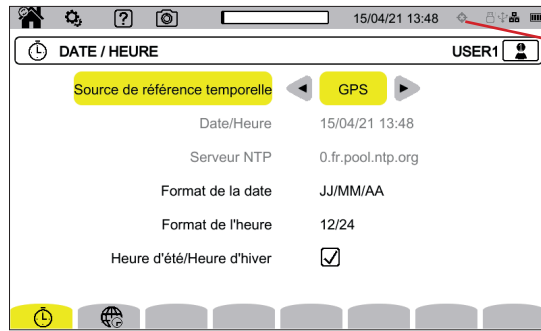 15/04/21 13:48
DATE / HEURE USER1
Source de référence temporelle GPS
Date/Heure 15/04/21 13:48
Serveur NTP 0.fr.pool.ntp.org
Format de la date JJ/MM/AA
Format de l'heure 12/24
Heure d'été/Heure d'hiver